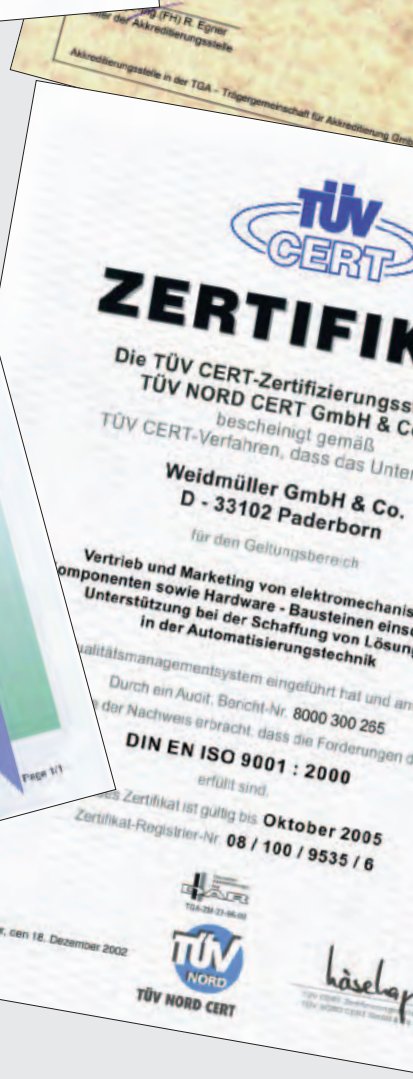 (FH) R. Egner
der Akkreditierungsstelle
Akkreditierungsstelle in der TGA – Trägergemeinschaft für Akkreditierung
TÜV
CERT
ZERTIFIK
Die TÜV CERT-Zertifizierungsst
TÜV NORD CERT GmbH & Co
bescheinigt gemäß
TÜV CERT-Verfahren, dass das Unter
Weidmüller GmbH & Co.
D - 33102 Paderborn
für den Geltungsbereich
Vertrieb und Marketing von elektromechanis
omponenten sowie Hardware - Bausteinen eins
Unterstützung bei der Schaffung von Lösun
in der Automatisierungstechnik
ualitätsmanagementsystem eingeführt hat und an
Durch ein Audit, Bericht-Nr. 8000 300 265
der Nachweis erbracht, dass die Forderungen d
DIN EN ISO 9001 : 2000
erfüllt sind.
es Zertifikat ist gültig bis Oktober 2005
Zertifikat-Registrier-Nr. 08 / 100 / 9535 / 6
Page 1/1
, den 18. Dezember 2002
TÜV
NORD
TÜV NORD CERT